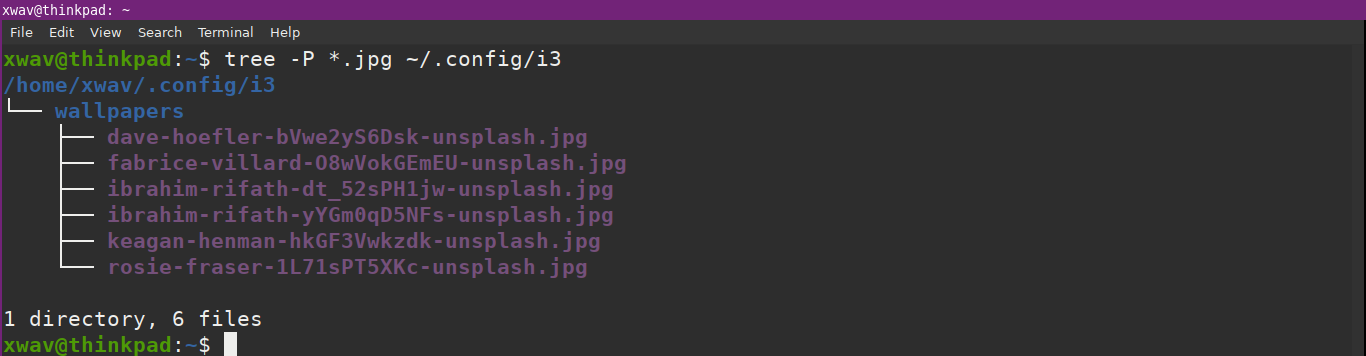 xwav@thinkpad: ~
File Edit View Search Terminal Help
xwav@thinkpad:~$ tree -P *.jpg ~/.config/i3
/home/xwav/.config/i3
└── wallpapers
    ├── dave-hoefler-bVwe2yS6Dsk-unsplash.jpg
    ├── fabrice-villard-O8wVokGEmEU-unsplash.jpg
    ├── ibrahim-rifath-dt_52sPH1jw-unsplash.jpg
    ├── ibrahim-rifath-yYGm0qD5NFs-unsplash.jpg
    ├── keagan-henman-hkGF3Vwkzdk-unsplash.jpg
    └── rosie-fraser-1L71sPT5XKc-unsplash.jpg
1 directory, 6 files
xwav@thinkpad:~$